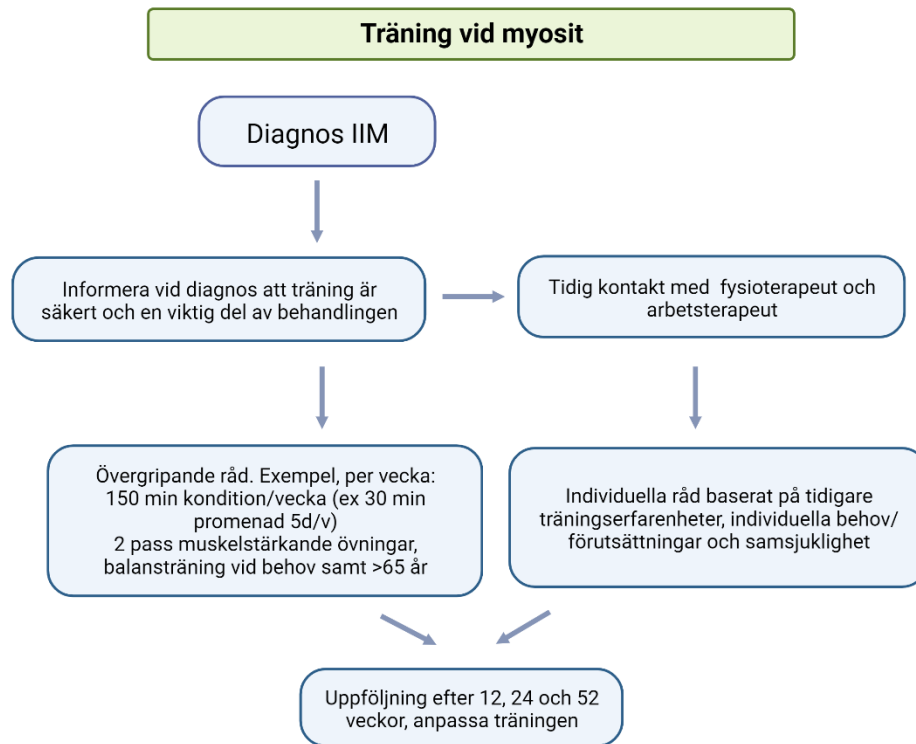 Träning vid myosit
Diagnos IIM
Informera vid diagnos att träning är
säkert och en viktig del av behandlingen
Tidig kontakt med fysioterapeut och
arbetsterapeut
Övergripande råd. Exempel, per vecka:
150 min kondition/vecka (ex 30 min
promenad 5d/v)
2 pass muskelstärkande övningar,
balansträning vid behov samt >65 år
Individuella råd baserat på tidigare
träningserfarenheter, individuella behov/
förutsättningar och samsjuklighet
Uppföljning efter 12, 24 och 52
veckor, anpassa träningen